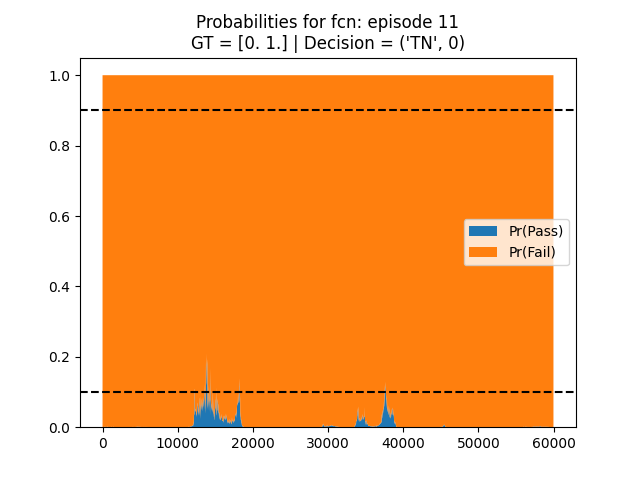 Probabilities for fcn: episode 11
GT = [0. 1.] | Decision = ('TN', 0)
1.0
0.8
0.6
0.4
0.2
0.0
Pr(Pass)
Pr(Fail)
0 10000 20000 30000 40000 50000 60000